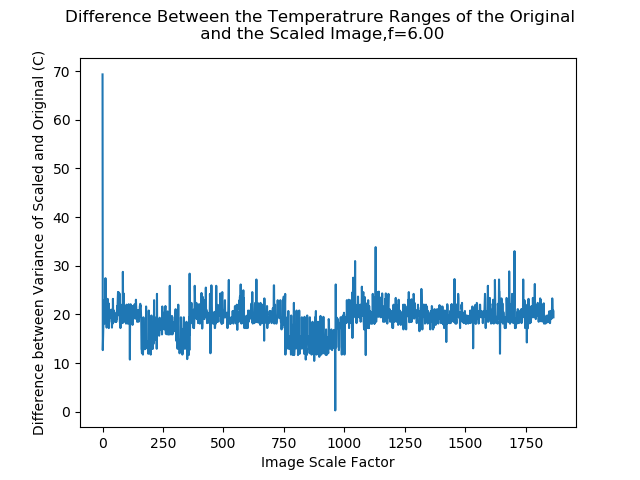 Difference Between the Temperatrure Ranges of the Original
and the Scaled Image,f=6.00
Difference between Variance of Scaled and Original (C)
70
60
50
40
30
20
10
0
0 250 500 750 1000 1250 1500 1750
Image Scale Factor